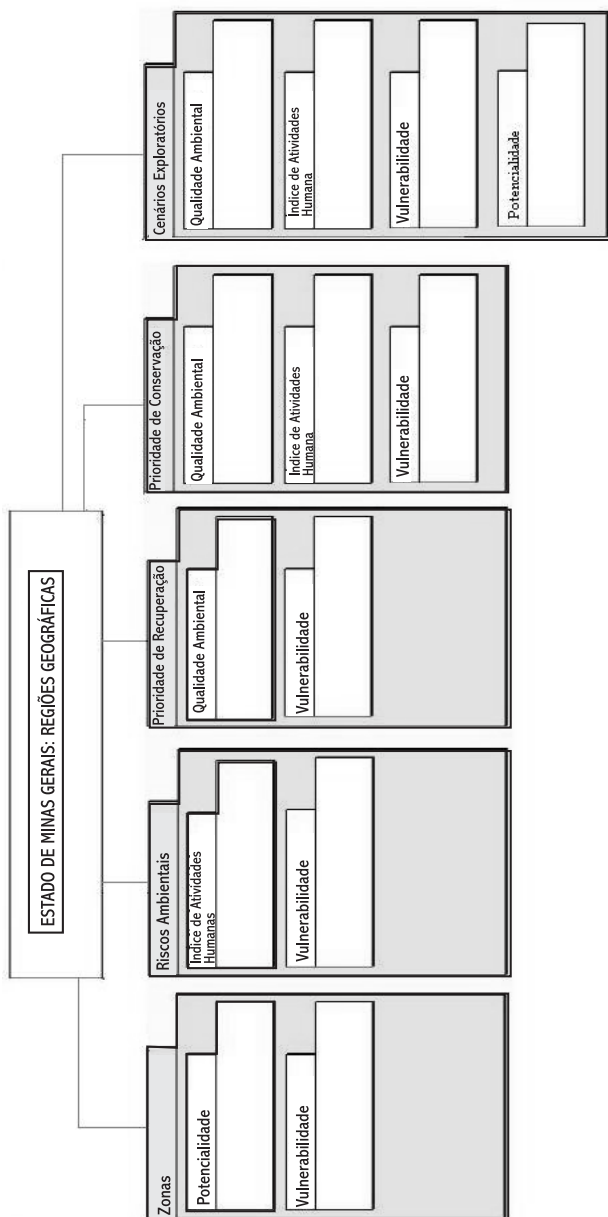 ESTADO DE MINAS GERAIS: REGIÕES GEOGRÁFICAS
Zonas
Potencialidade
Vulnerabilidade
Riscos Ambientais
Índice de Atividades
Humanas
Vulnerabilidade
Prioridade de Recuperação
Qualidade Ambiental
Vulnerabilidade
Prioridade de Conservação
Qualidade Ambiental
Índice de Atividades
Humana
Vulnerabilidade
Cenários Exploratórios
Qualidade Ambiental
Índice de Atividades
Humana
Vulnerabilidade
Potencialidade